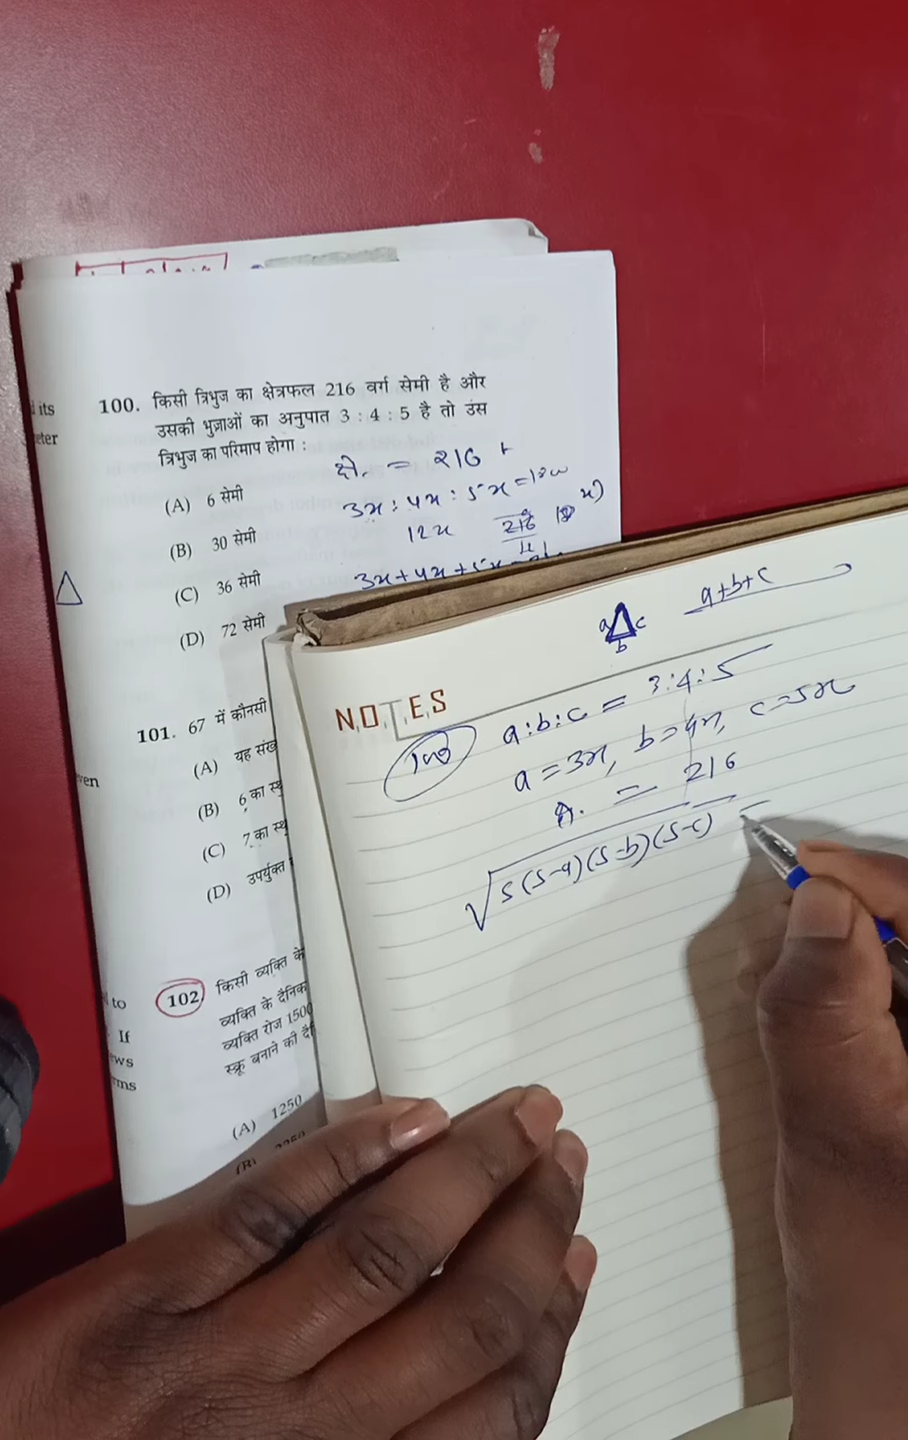 its
eter
100. किसी त्रिभुज का क्षेत्रफल 216 वर्ग सेमी है और
उसकी भुजाओं का अनुपात 3 : 4 : 5 है तो उस
त्रिभुज का परिमाप होगा :
(A) 6 सेमी
(B) 30 सेमी
(C) 36 सेमी
(D) 72 सेमी
क्षे. = 216
3x : 4x : 5x =
12x
216
3x+4x+5x
101. 67 में कौनसी
(A) यह संख
(B) 6 का स्थ
(C) 7 का स्थ
(D) उपर्युक्त
ven
to
If
ws
ms
102 किसी व्यक्ति के
व्यक्ति के दैनिक
व्यक्ति रोज 1500
स्क्रू बनाने की दै
(A) 1250
(B)
a c
b
a+b+c
NOTES
100
a:b:c = 3:4:5
a=3x, b=4x, c=5x
क्षे. = 216
√s(s-a)(s-b)(s-c) =